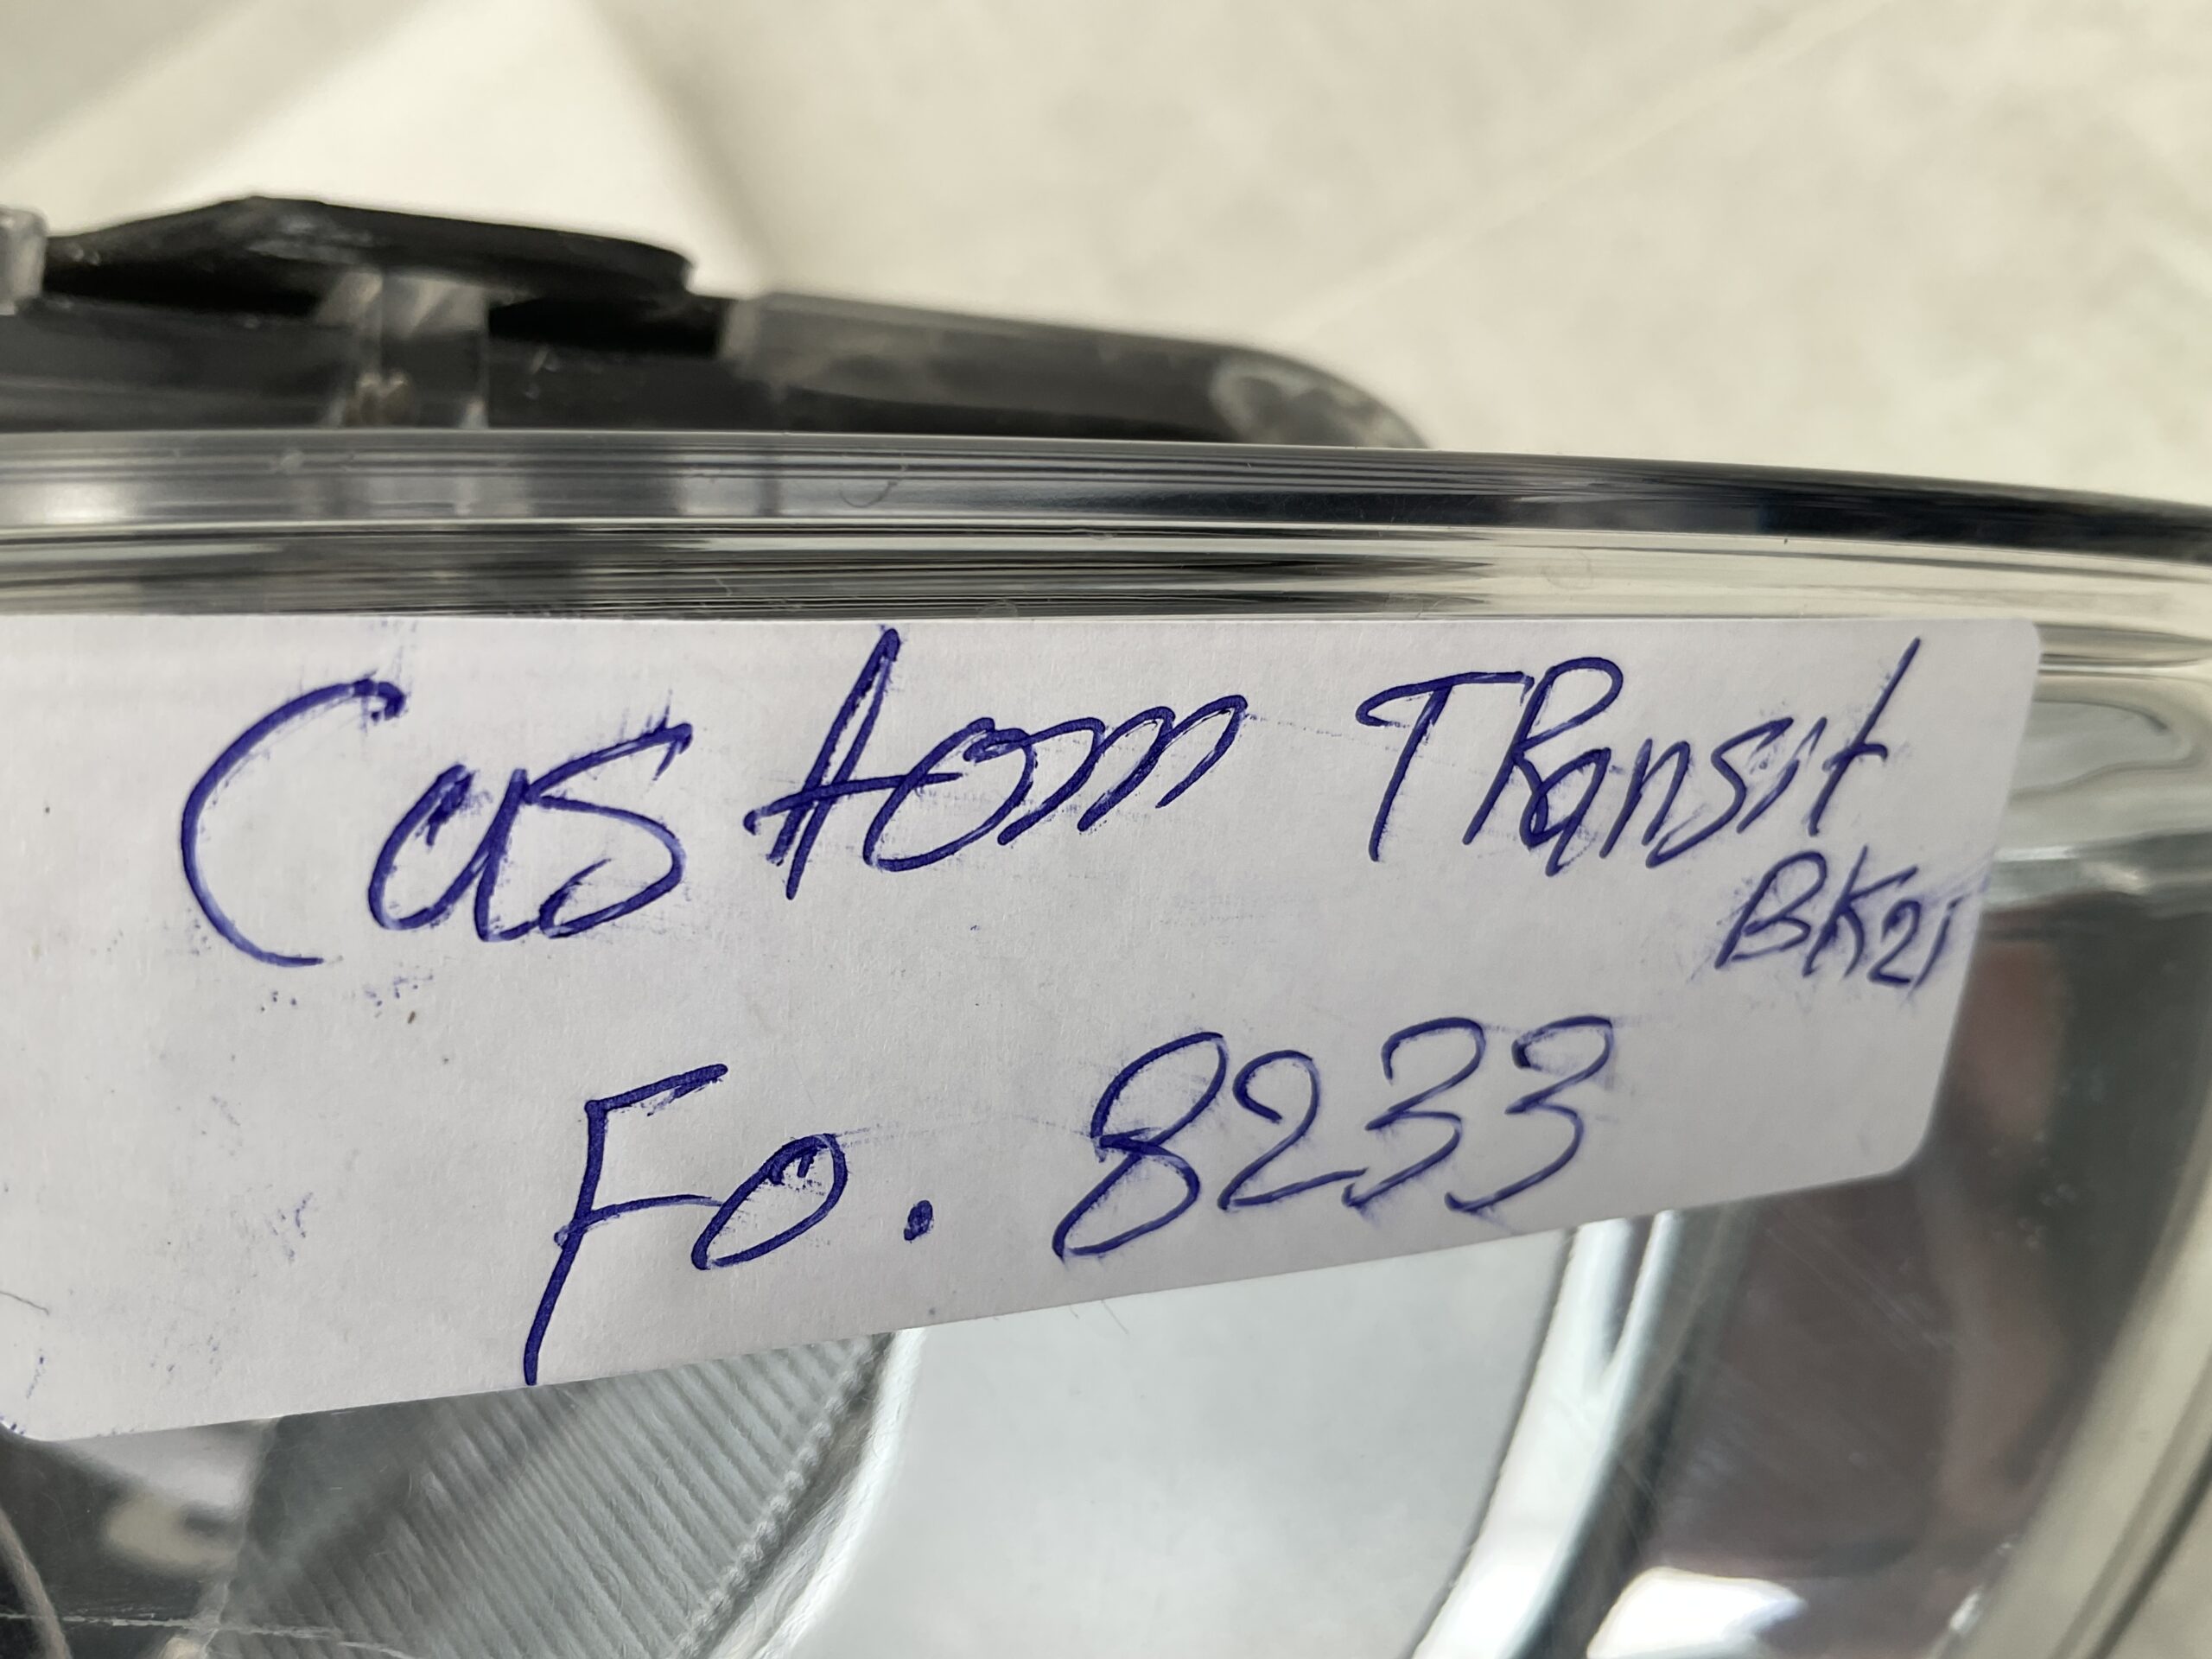 Custom TRansit
BK21
Fo. 8233